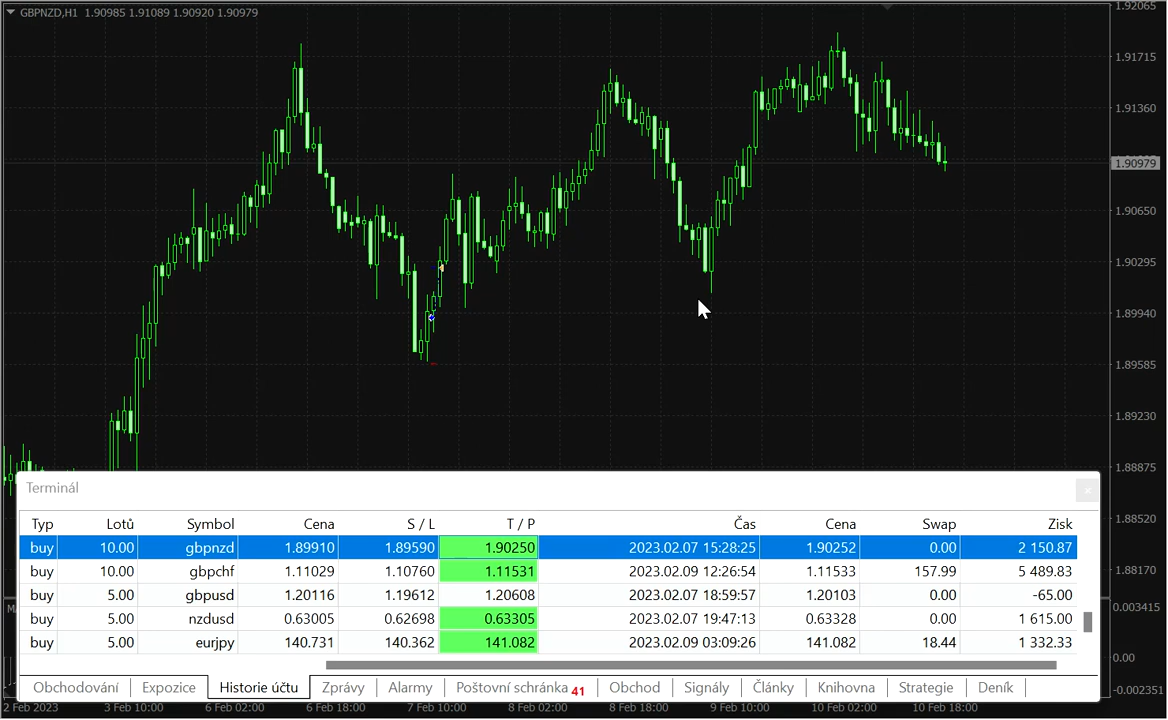 GBPNZD,H1 1.90985 1.91089 1.90920 1.90979
1.92065
1.91715
1.91360
1.90979
1.90650
1.90295
1.89940
1.89585
1.89230
1.88875
1.88520
1.88170
0.003415
0.00
-0.002351
Terminál
Typ Lotů Symbol Cena S / L T / P Čas Cena Swap Zisk
buy 10.00 gbpnzd 1.89910 1.89590 1.90250 2023.02.07 15:28:25 1.90252 0.00 2 150.87
buy 10.00 gbpchf 1.11029 1.10760 1.11531 2023.02.09 12:26:54 1.11533 157.99 5 489.83
buy 5.00 gbpusd 1.20116 1.19612 1.20608 2023.02.07 18:59:57 1.20103 0.00 -65.00
buy 5.00 nzdusd 0.63005 0.62698 0.63305 2023.02.07 19:47:13 0.63328 0.00 1 615.00
buy 5.00 eurjpy 140.731 140.362 141.082 2023.02.09 03:09:26 141.082 18.44 1 332.33
Obchodování Expozice Historie účtu Zprávy Alarmy Poštovní schránka 41 Obchod Signály Články Knihovna Strategie Deník
2 Feb 2023 3 Feb 10:00 6 Feb 02:00 6 Feb 18:00 7 Feb 10:00 8 Feb 02:00 8 Feb 18:00 9 Feb 10:00 10 Feb 02:00 10 Feb 18:00